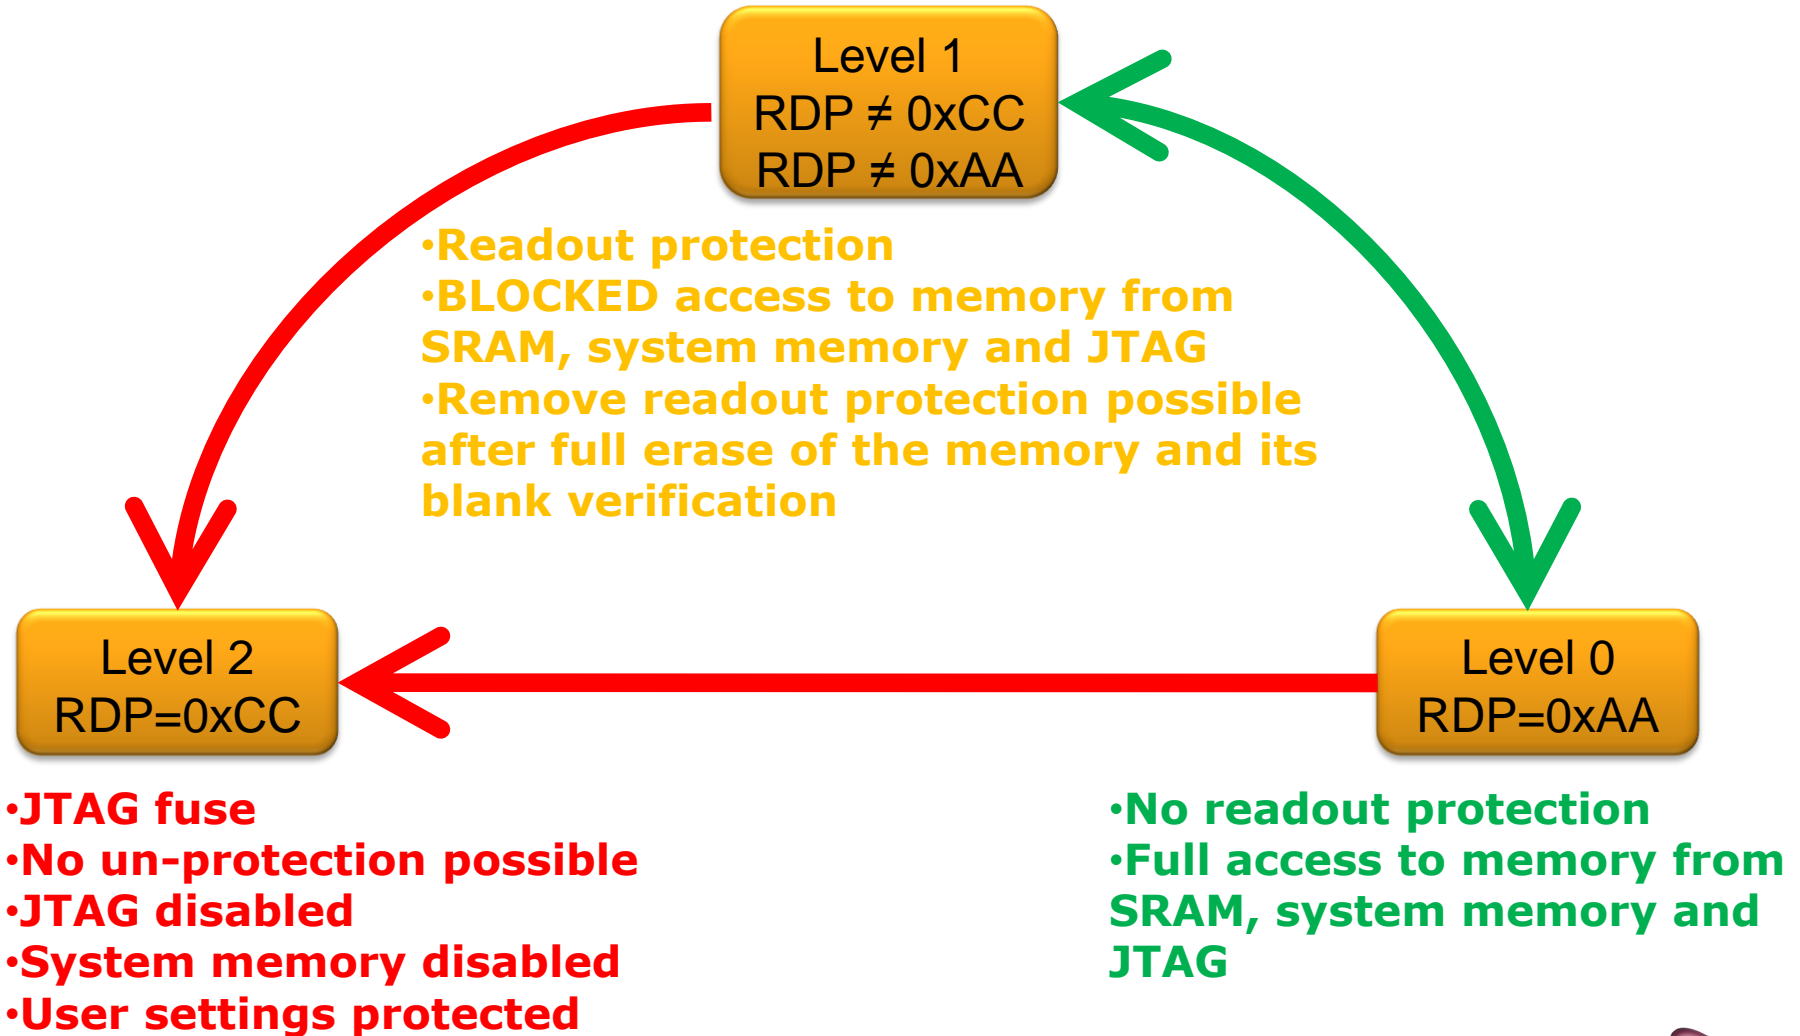 Level 1
RDP ≠ 0xCC
RDP ≠ 0xAA
•Readout protection
•BLOCKED access to memory from
SRAM, system memory and JTAG
•Remove readout protection possible
after full erase of the memory and its
blank verification
Level 2
RDP=0xCC
Level 0
RDP=0xAA
•JTAG fuse
•No un-protection possible
•JTAG disabled
•System memory disabled
•User settings protected
•No readout protection
•Full access to memory from
SRAM, system memory and
JTAG